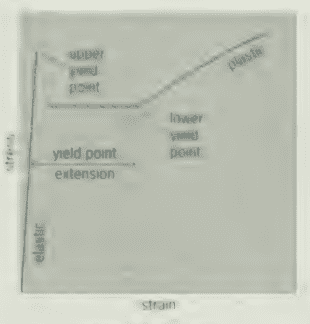 upper
yield
point
plastic
lower
yield
point
stress
yield point
extension
elastic
strain